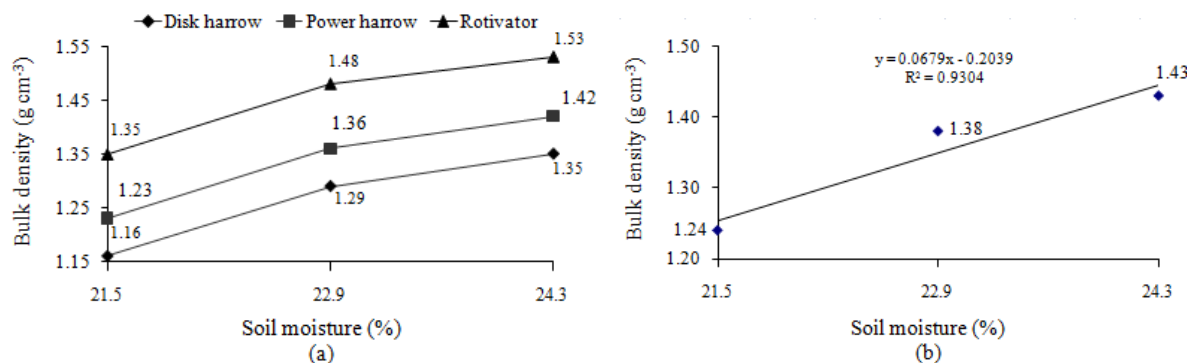 Disk harrow Power harrow Rotivator
1.55
1.45
1.35
1.25
1.15
Bulk density (g cm-3)
1.35
1.48
1.53
1.23
1.36
1.42
1.16
1.29
1.35
21.5 22.9 24.3
Soil moisture (%)
(a)
1.50
1.40
1.30
1.20
Bulk density (g cm-3)
y = 0.0679x - 0.2039
R² = 0.9304
1.24
1.38
1.43
21.5 22.9 24.3
Soil moisture (%)
(b)